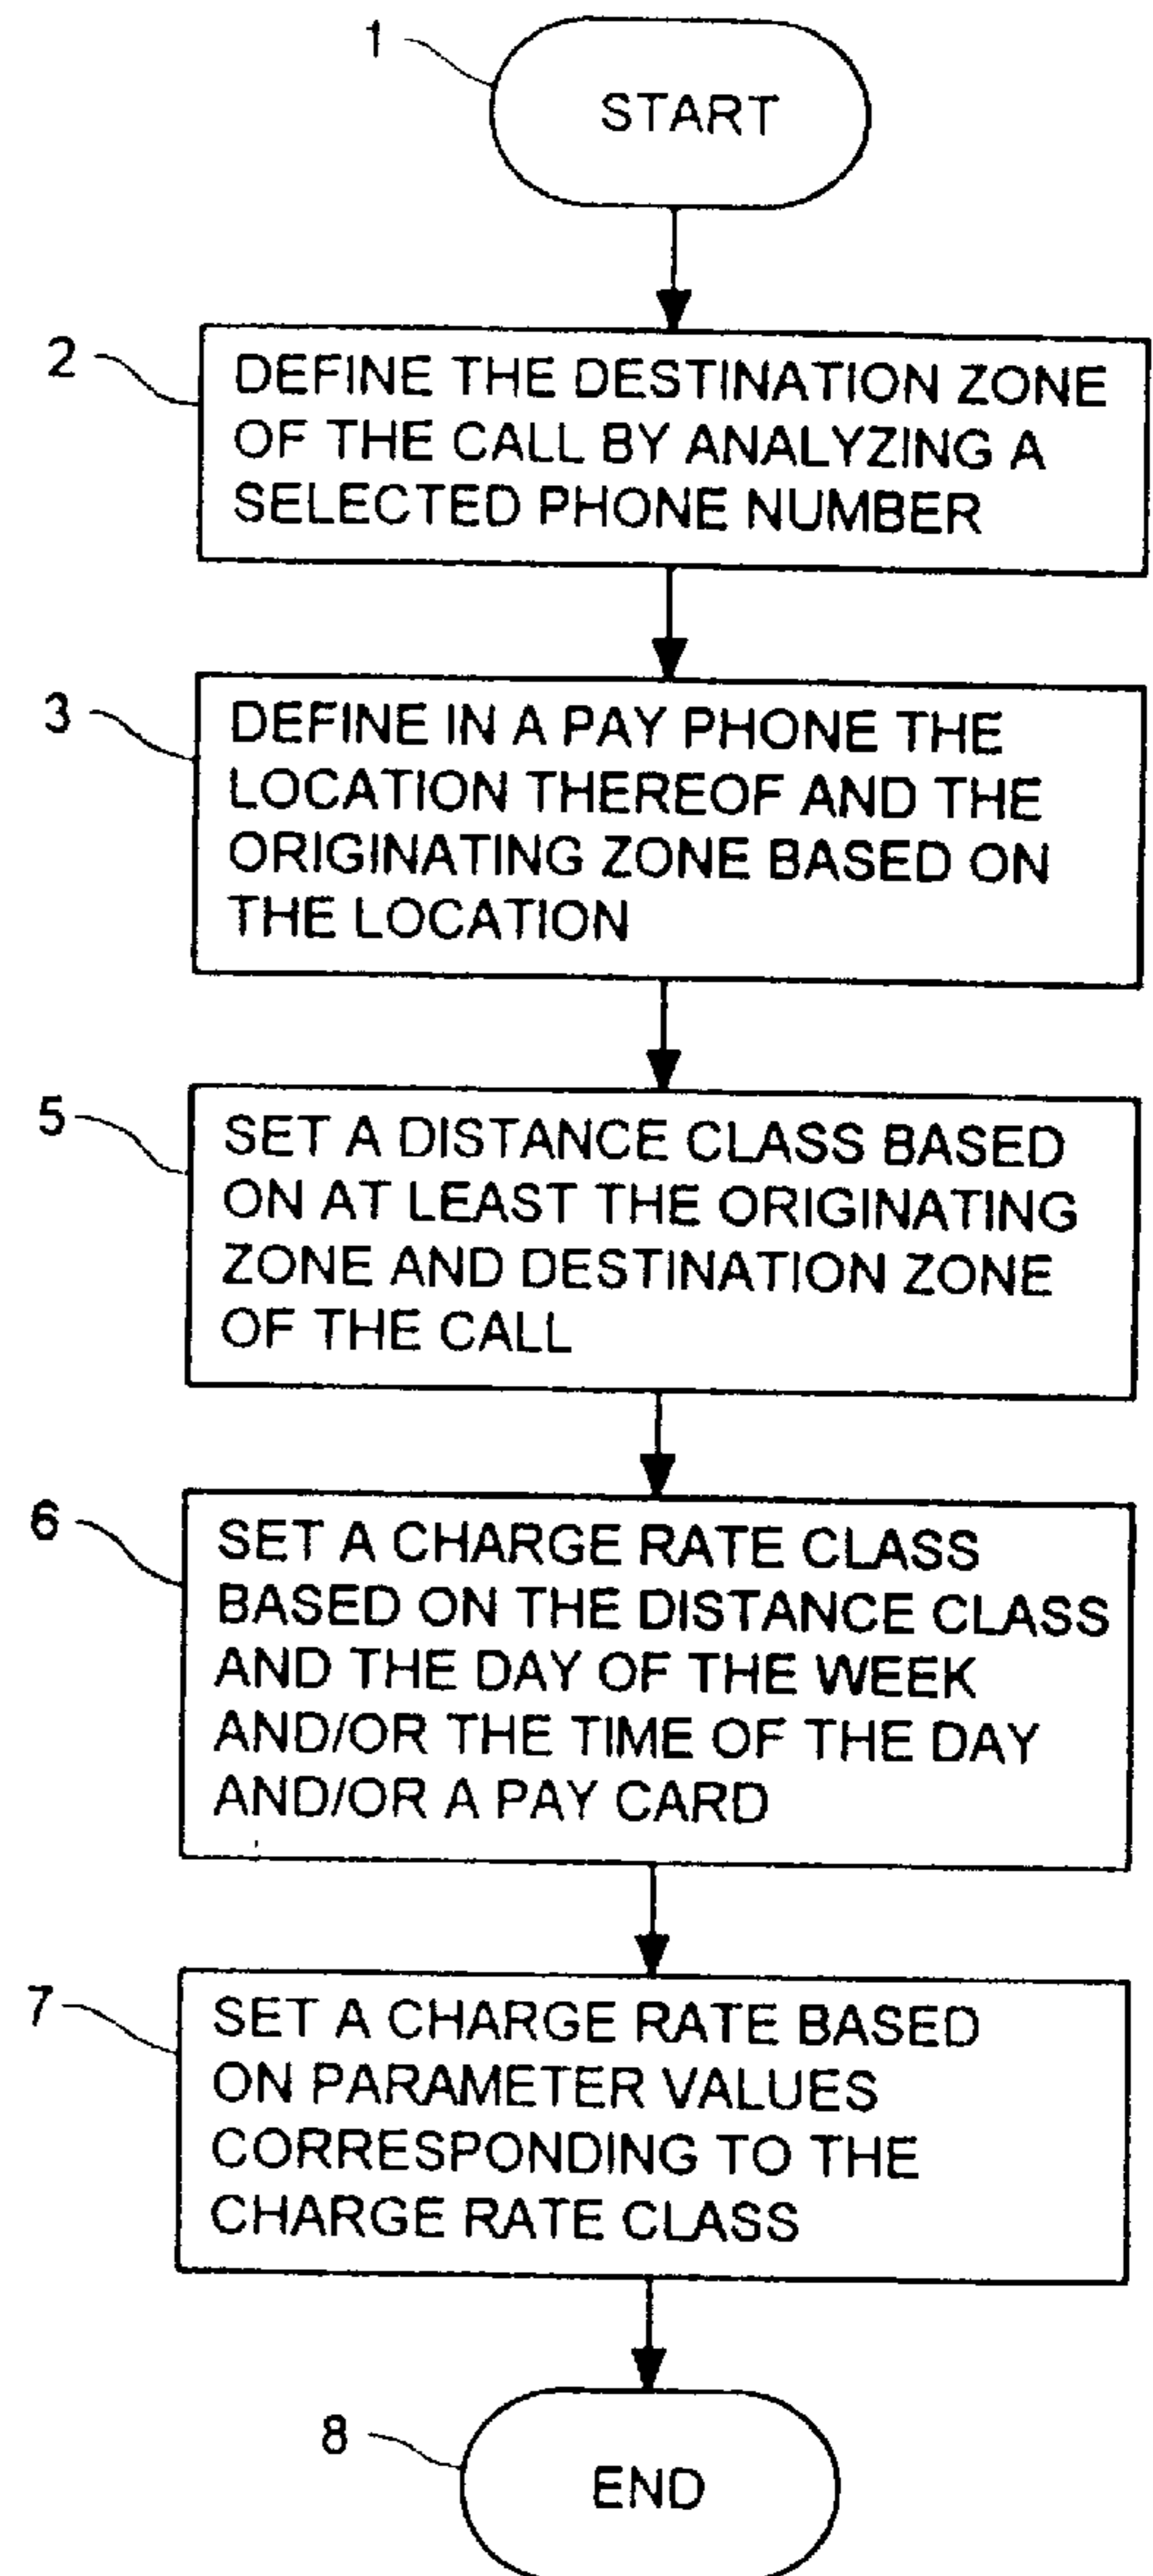 1
START
2
DEFINE THE DESTINATION ZONE
OF THE CALL BY ANALYZING A
SELECTED PHONE NUMBER
3
DEFINE IN A PAY PHONE THE
LOCATION THEREOF AND THE
ORIGINATING ZONE BASED ON
THE LOCATION
5
SET A DISTANCE CLASS BASED
ON AT LEAST THE ORIGINATING
ZONE AND DESTINATION ZONE
OF THE CALL
6
SET A CHARGE RATE CLASS
BASED ON THE DISTANCE CLASS
AND THE DAY OF THE WEEK
AND/OR THE TIME OF THE DAY
AND/OR A PAY CARD
7
SET A CHARGE RATE BASED
ON PARAMETER VALUES
CORRESPONDING TO THE
CHARGE RATE CLASS
8
END